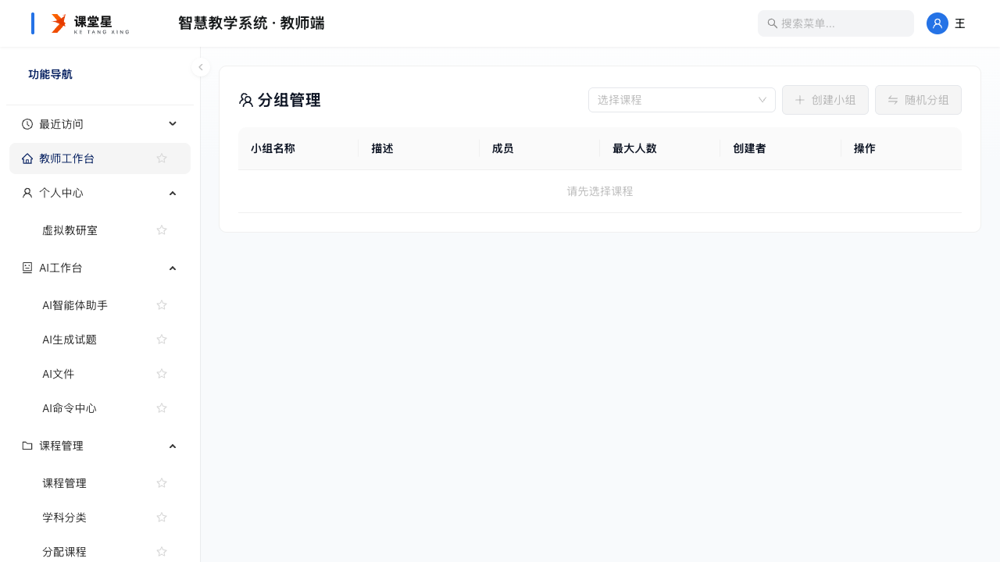 课堂星
KE TANG XING
智慧教学系统 · 教师端
搜索菜单...
王
功能导航
最近访问
教师工作台
个人中心
虚拟教研室
AI工作台
AI智能体助手
AI生成试题
AI文件
AI命令中心
课程管理
课程管理
学科分类
分配课程
分组管理
选择课程
创建小组
随机分组
小组名称 描述 成员 最大人数 创建者 操作
请先选择课程